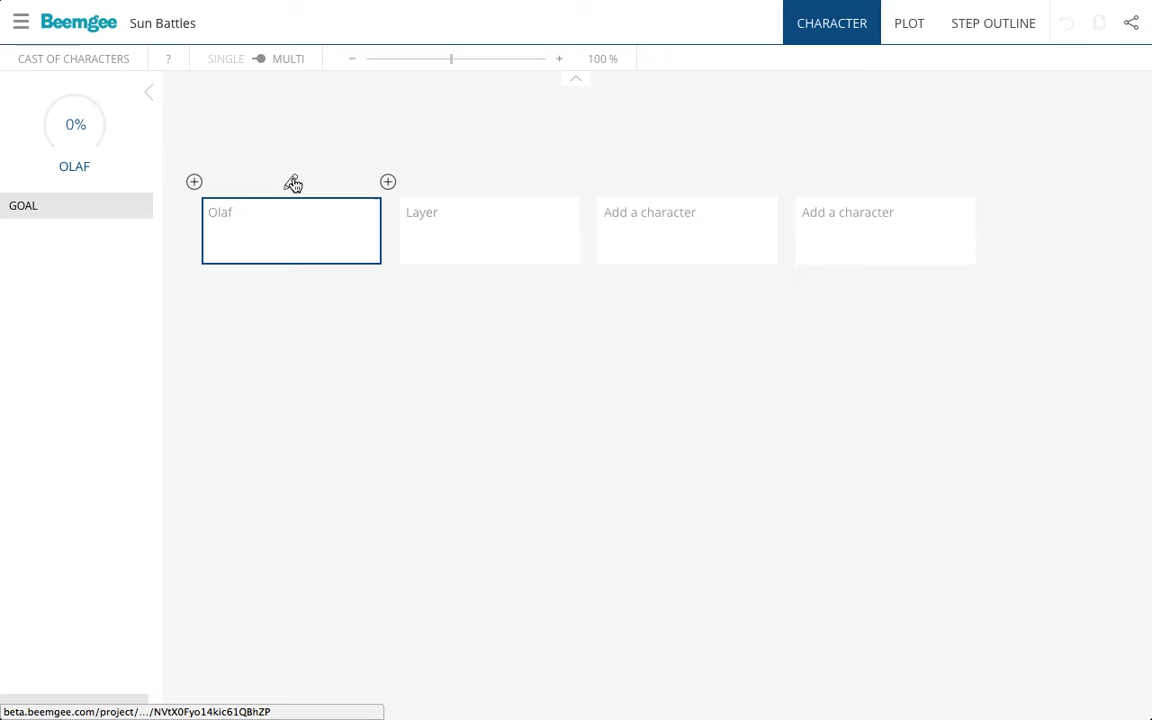 Beemgee Sun Battles CHARACTER PLOT STEP OUTLINE
CAST OF CHARACTERS ? SINGLE MULTI − + 100 %
0%
OLAF
GOAL
Olaf Layer Add a character Add a character
beta.beemgee.com/project/.../NVtX0Fyo14kic61QBhZP